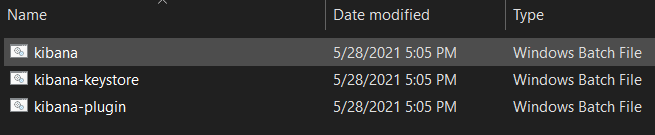 Name Date modified Type
kibana 5/28/2021 5:05 PM Windows Batch File
kibana-keystore 5/28/2021 5:05 PM Windows Batch File
kibana-plugin 5/28/2021 5:05 PM Windows Batch File